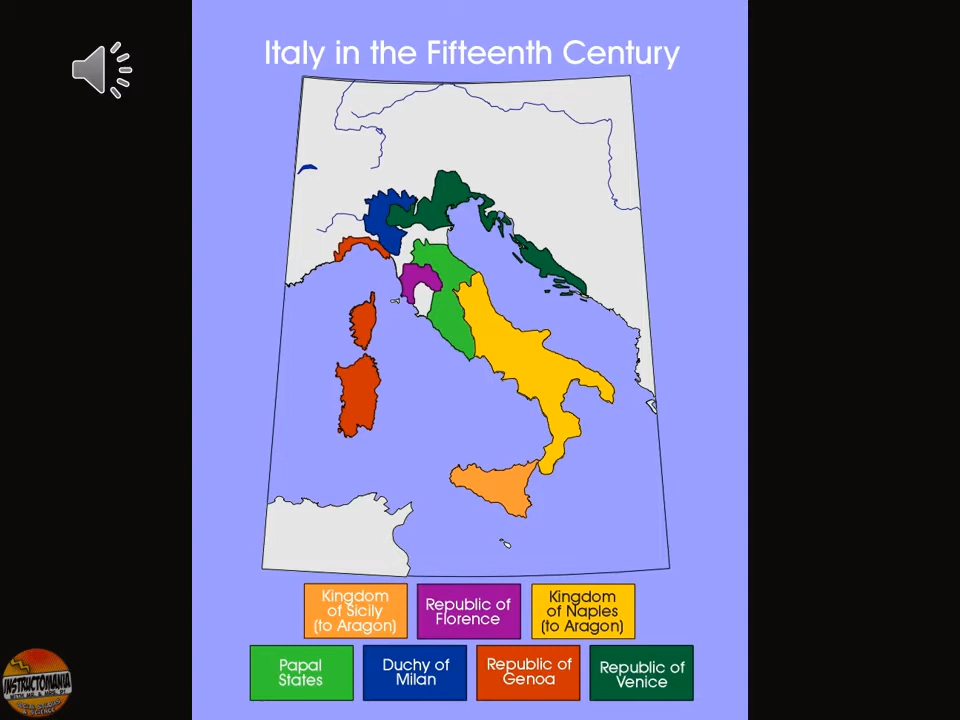 Italy in the Fifteenth Century
Kingdom
of Sicily
(to Aragon)
Republic of
Florence
Kingdom
of Naples
(to Aragon)
Papal
States
Duchy of
Milan
Republic of
Genoa
Republic of
Venice
INSTRUCTOMANIA